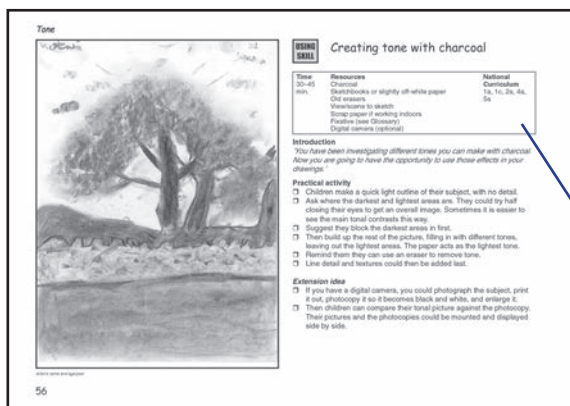 Tone
USING
SKILL
Creating tone with charcoal
Time
30–45
min
Resources
Charcoal
Sketchbooks or slightly off-white paper
Old erasers
View/scene to sketch
Scrap paper if working indoors
Fixative (see Glossary)
Digital camera (optional)
National
Curriculum
1a, 1c, 2a, 4a,
5a
Introduction
'You have been investigating different tones you can make with charcoal.
Now you are going to have the opportunity to use those effects in your
drawings.'
Practical activity
❒ Children make a quick light outline of their subject, with no detail.
❒ Ask where the darkest and lightest areas are. They could try half
closing their eyes to get an overall image. Sometimes it is easier to
see the main tonal contrasts this way.
❒ Suggest they block the darkest areas in first.
❒ Then build up the rest of the picture, filling in with different tones,
leaving out the lightest areas. The paper acts as the lightest tone.
❒ Remind them they can use an eraser to remove tone.
❒ Line detail and textures could then be added last.
Extension idea
❒ If you have a digital camera, you could photograph the subject, print
it out, photocopy it so it becomes black and white, and enlarge it.
❒ Then children can compare their tonal picture against the photocopy.
Their pictures and the photocopies could be mounted and displayed
side by side.
56